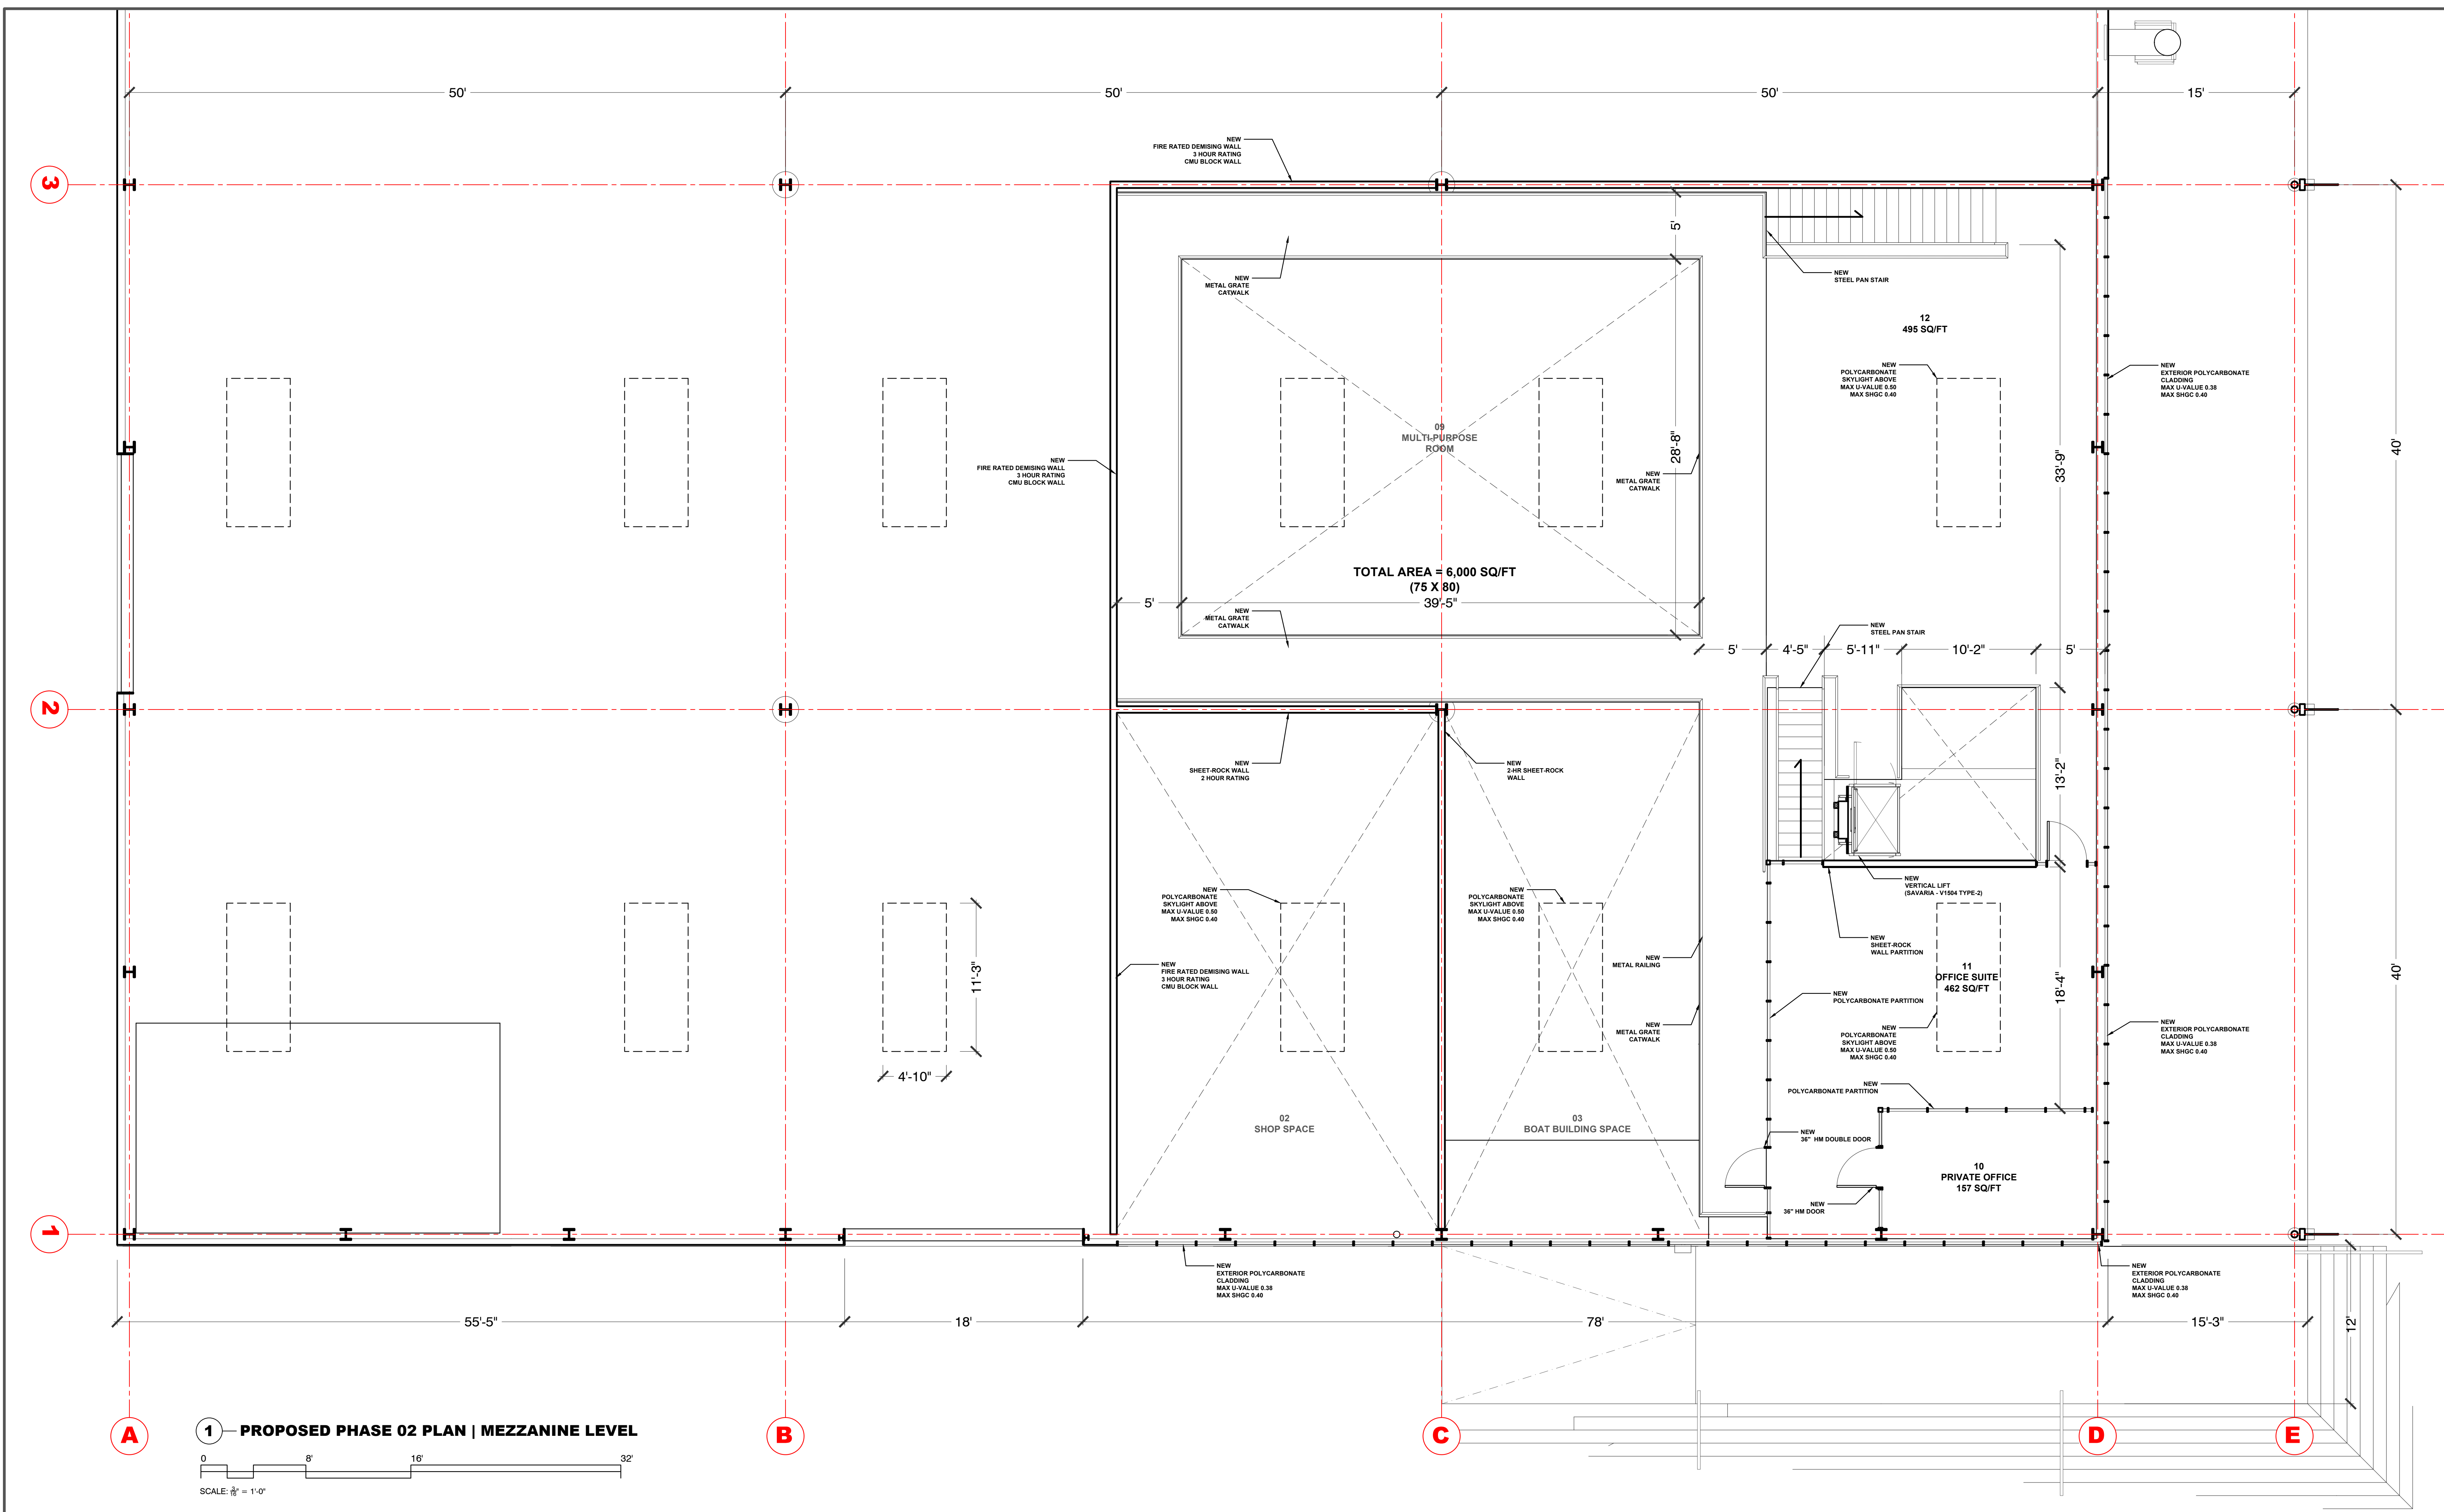 50'
50'
50'
15'
NEW
FIRE RATED DEMISING WALL
3 HOUR RATING
CMU BLOCK WALL
3
5'
NEW
METAL GRATE
CATWALK
NEW
STEEL PAN STAIR
12
495 SQ/FT
NEW
POLYCARBONATE
SKYLIGHT ABOVE
MAX U-VALUE 0.50
MAX SHGC 0.40
NEW
EXTERIOR POLYCARBONATE
CLADDING
MAX U-VALUE 0.38
MAX SHGC 0.40
09
MULTI-PURPOSE
ROOM
28'-8"
33'-9"
40'
NEW
FIRE RATED DEMISING WALL
3 HOUR RATING
CMU BLOCK WALL
NEW
METAL GRATE
CATWALK
TOTAL AREA = 6,000 SQ/FT
(75 X 80)
5'
39'-5"
NEW
METAL GRATE
CATWALK
NEW
STEEL PAN STAIR
5'
4'-5"
5'-11"
10'-2"
5'
2
NEW
SHEET-ROCK WALL
2 HOUR RATING
NEW
2-HR SHEET-ROCK
WALL
13'-2"
NEW
POLYCARBONATE
SKYLIGHT ABOVE
MAX U-VALUE 0.50
MAX SHGC 0.40
NEW
POLYCARBONATE
SKYLIGHT ABOVE
MAX U-VALUE 0.50
MAX SHGC 0.40
NEW
VERTICAL LIFT
(SAVARIA - V1504 TYPE-2)
NEW
SHEET-ROCK
WALL PARTITION
11'-3"
NEW
FIRE RATED DEMISING WALL
3 HOUR RATING
CMU BLOCK WALL
NEW
METAL RAILING
11
OFFICE SUITE
462 SQ/FT
18'-4"
40'
NEW
POLYCARBONATE PARTITION
NEW
METAL GRATE
CATWALK
NEW
POLYCARBONATE
SKYLIGHT ABOVE
MAX U-VALUE 0.50
MAX SHGC 0.40
NEW
EXTERIOR POLYCARBONATE
CLADDING
MAX U-VALUE 0.38
MAX SHGC 0.40
4'-10"
NEW
POLYCARBONATE PARTITION
02
SHOP SPACE
03
BOAT BUILDING SPACE
NEW
36" HM DOUBLE DOOR
10
PRIVATE OFFICE
157 SQ/FT
NEW
36" HM DOOR
1
NEW
EXTERIOR POLYCARBONATE
CLADDING
MAX U-VALUE 0.38
MAX SHGC 0.40
NEW
EXTERIOR POLYCARBONATE
CLADDING
MAX U-VALUE 0.38
MAX SHGC 0.40
55'-5"
18'
78'
15'-3"
12'
A
B
C
D
E
1 PROPOSED PHASE 02 PLAN | MEZZANINE LEVEL
0 8' 16' 32'
SCALE: 3/16" = 1'-0"